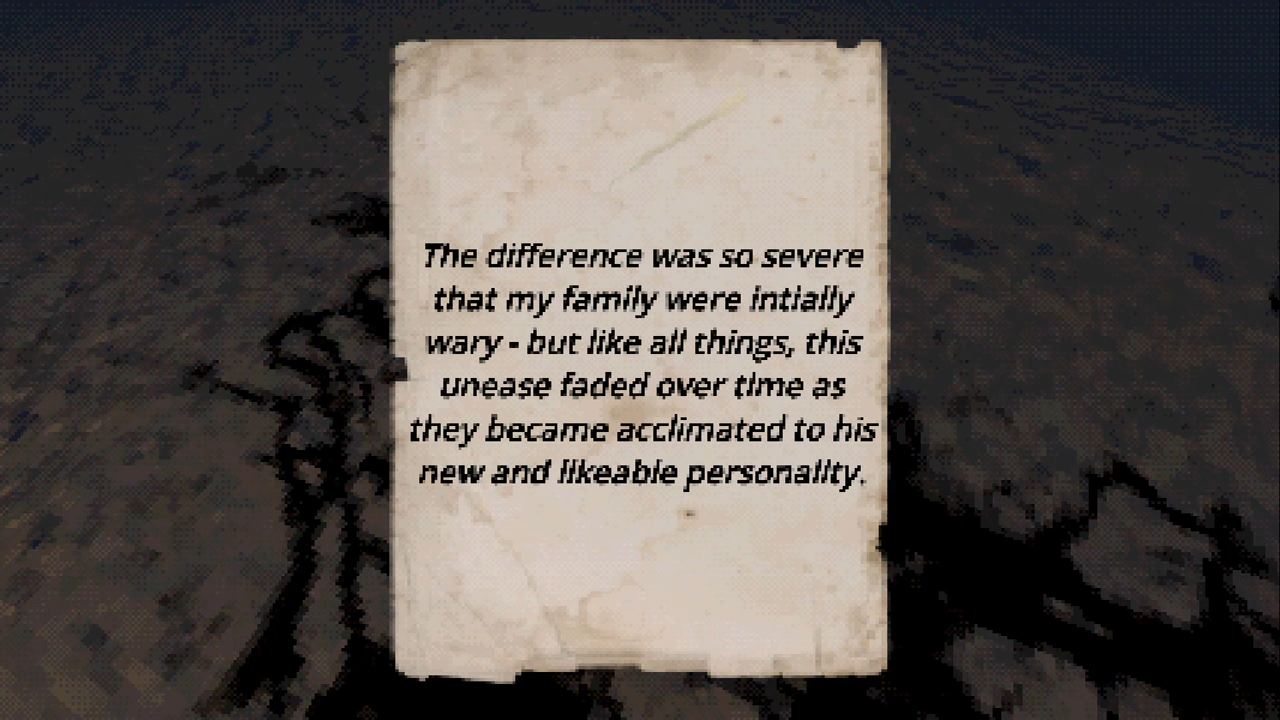 The difference was so severe
that my family were intially
wary - but like all things, this
unease faded over time as
they became acclimated to his
new and likeable personality.